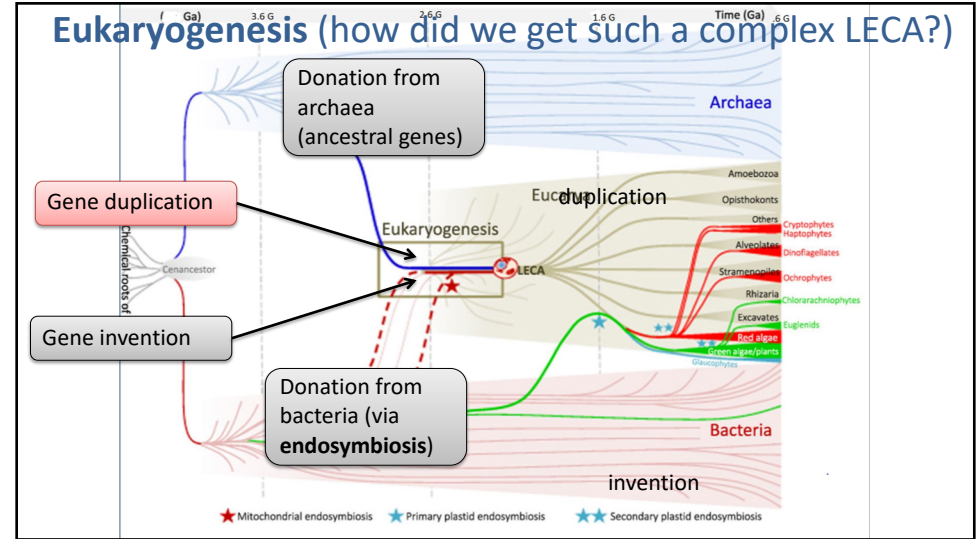 Eukaryogenesis (how did we get such a complex LECA?)
Ga)
3.6 G
2.6 G
1.6 G
Time (Ga)
.6 G
Donation from
archaea
(ancestral genes)
Archaea
Gene duplication
Eucarya
duplication
Eukaryogenesis
Amoebozoa
Opisthokonts
Others
Cryptophytes
Haptophytes
Alveolates
Dinoflagellates
Stramenopiles
Ochrophytes
Rhizaria
Chlorarachniophytes
Excavates
Euglenids
Red algae
Green algae/plants
Glaucophytes
Chemical roots of
Cenancestor
LECA
Gene invention
Donation from
bacteria (via
endosymbiosis)
Bacteria
invention
Mitochondrial endosymbiosis
Primary plastid endosymbiosis
Secondary plastid endosymbiosis